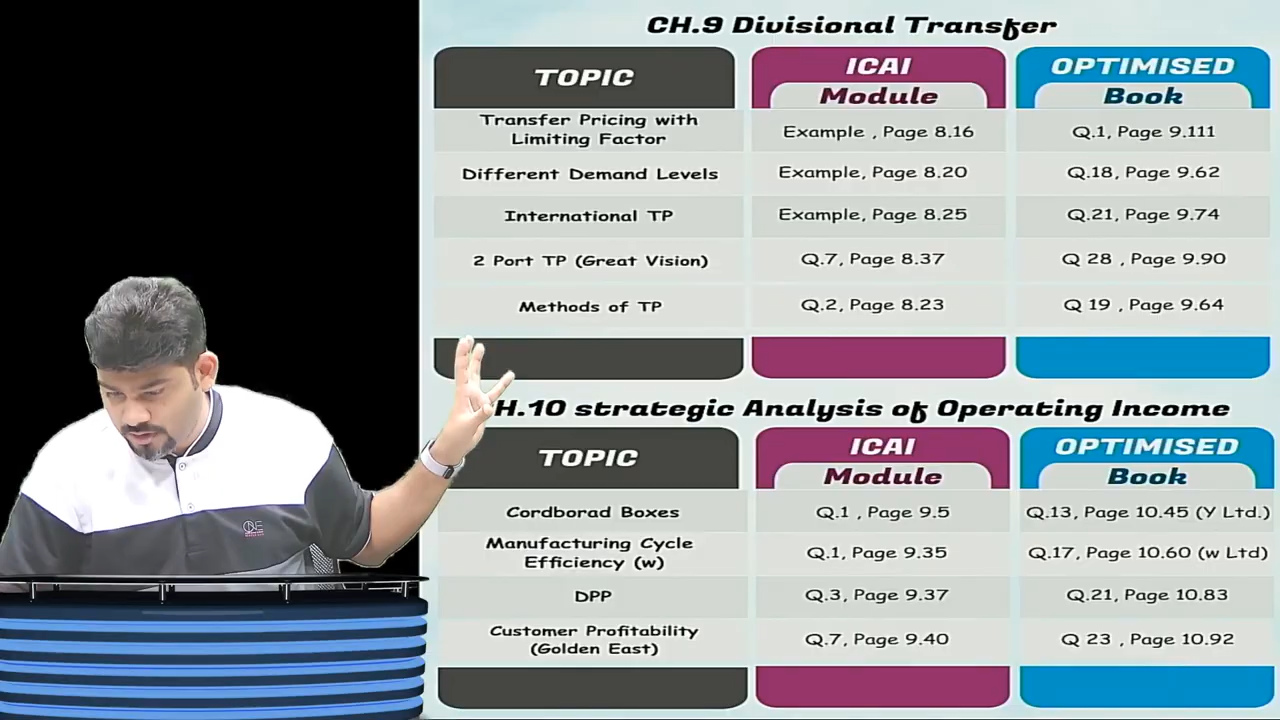 CH.9 Divisional Transfer
TOPIC
ICAI
Module
OPTIMISED
Book
Transfer Pricing with
Limiting Factor
Example , Page 8.16
Q.1, Page 9.111
Different Demand Levels
Example, Page 8.20
Q.18, Page 9.62
International TP
Example, Page 8.25
Q.21, Page 9.74
2 Port TP (Great Vision)
Q.7, Page 8.37
Q 28 , Page 9.90
Methods of TP
Q.2, Page 8.23
Q 19 , Page 9.64
H.10 strategic Analysis of Operating Income
TOPIC
ICAI
Module
OPTIMISED
Book
Cordborad Boxes
Q.1 , Page 9.5
Q.13, Page 10.45 (Y Ltd.)
Manufacturing Cycle
Efficiency (w)
Q.1, Page 9.35
Q.17, Page 10.60 (w Ltd)
DPP
Q.3, Page 9.37
Q.21, Page 10.83
Customer Profitability
(Golden East)
Q.7, Page 9.40
Q 23 , Page 10.92